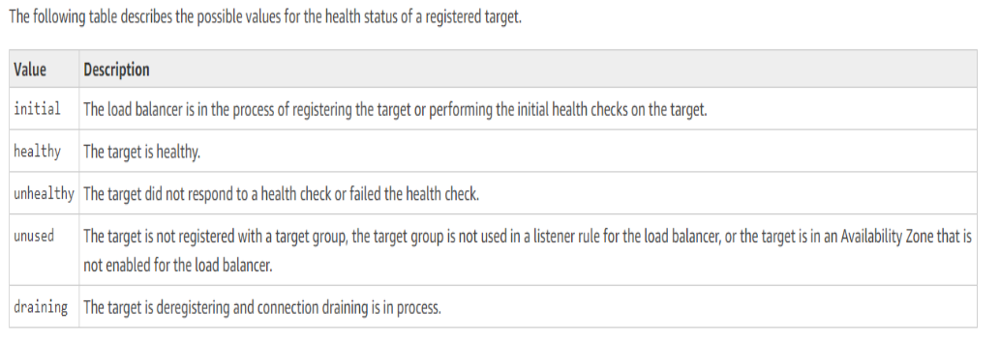 The following table describes the possible values for the health status of a registered target.
Value Description
initial The load balancer is in the process of registering the target or performing the initial health checks on the target.
healthy The target is healthy.
unhealthy The target did not respond to a health check or failed the health check.
unused The target is not registered with a target group, the target group is not used in a listener rule for the load balancer, or the target is in an Availability Zone that is
not enabled for the load balancer.
draining The target is deregistering and connection draining is in process.